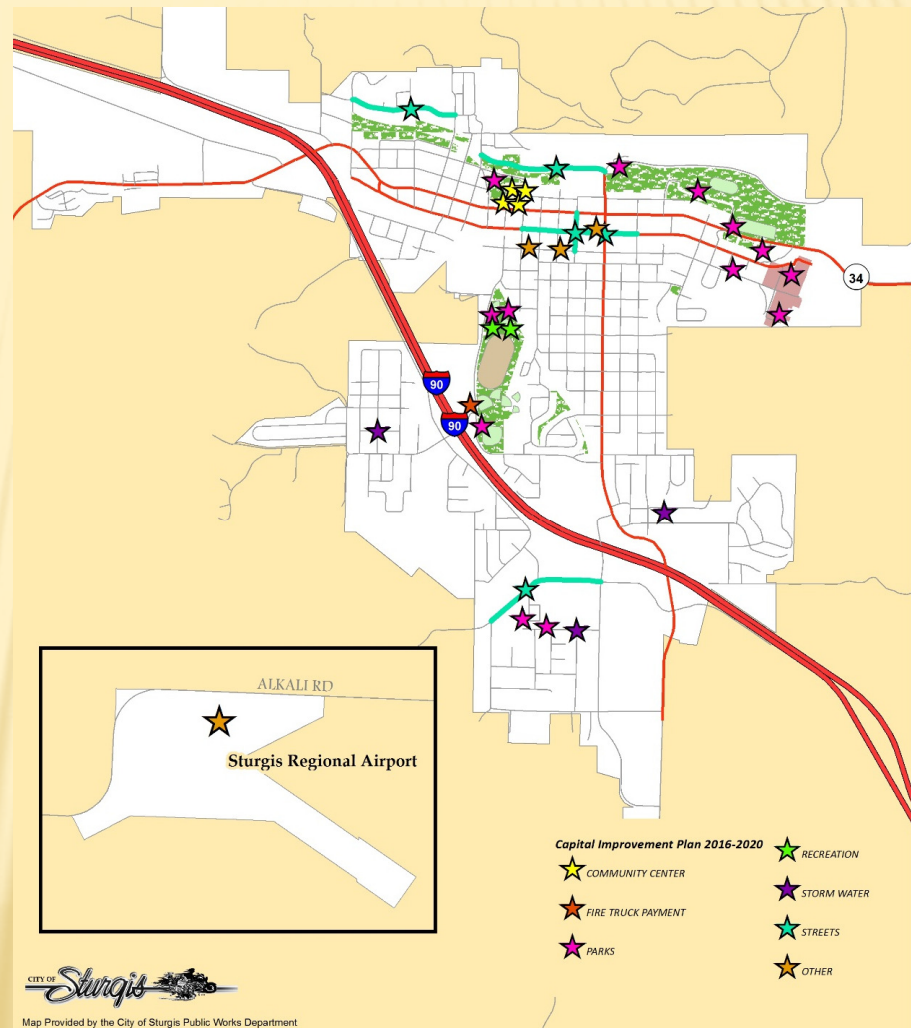 34
90
90
ALKALI RD
Sturgis Regional Airport
Capital Improvement Plan 2016-2020
COMMUNITY CENTER
FIRE TRUCK PAYMENT
PARKS
RECREATION
STORM WATER
STREETS
OTHER
CITY OF
Sturgis
Map Provided by the City of Sturgis Public Works Department